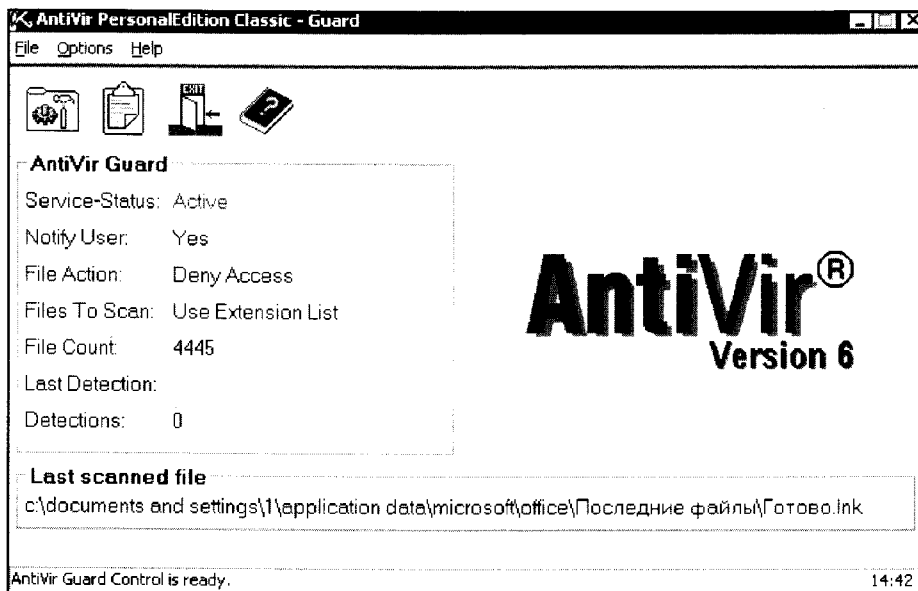 AntiVir PersonalEdition Classic - Guard
File Options Help
EXIT
?
AntiVir Guard
Service-Status: Active
Notify User: Yes
File Action: Deny Access
Files To Scan: Use Extension List
File Count: 4445
Last Detection:
Detections: 0
AntiVir®
Version 6
Last scanned file
c:\documents and settings\1\application data\microsoft\office\Последние файлы\Готово.lnk
AntiVir Guard Control is ready. 14:42